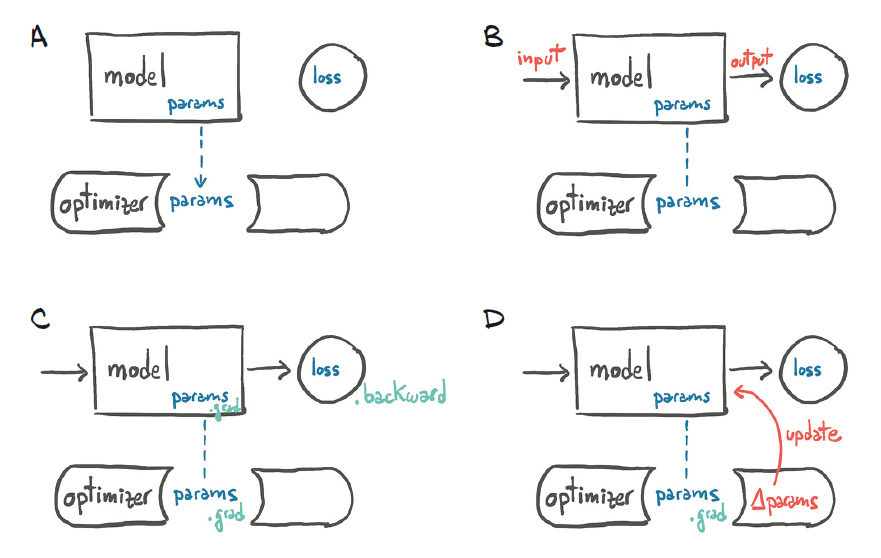 A
model
params
loss
optimizer
params
B
input
model
params
output
loss
optimizer
params
C
model
params
.grad
loss
.backward
optimizer
params
.grad
D
model
params
loss
update
optimizer
params
.grad
Δparams